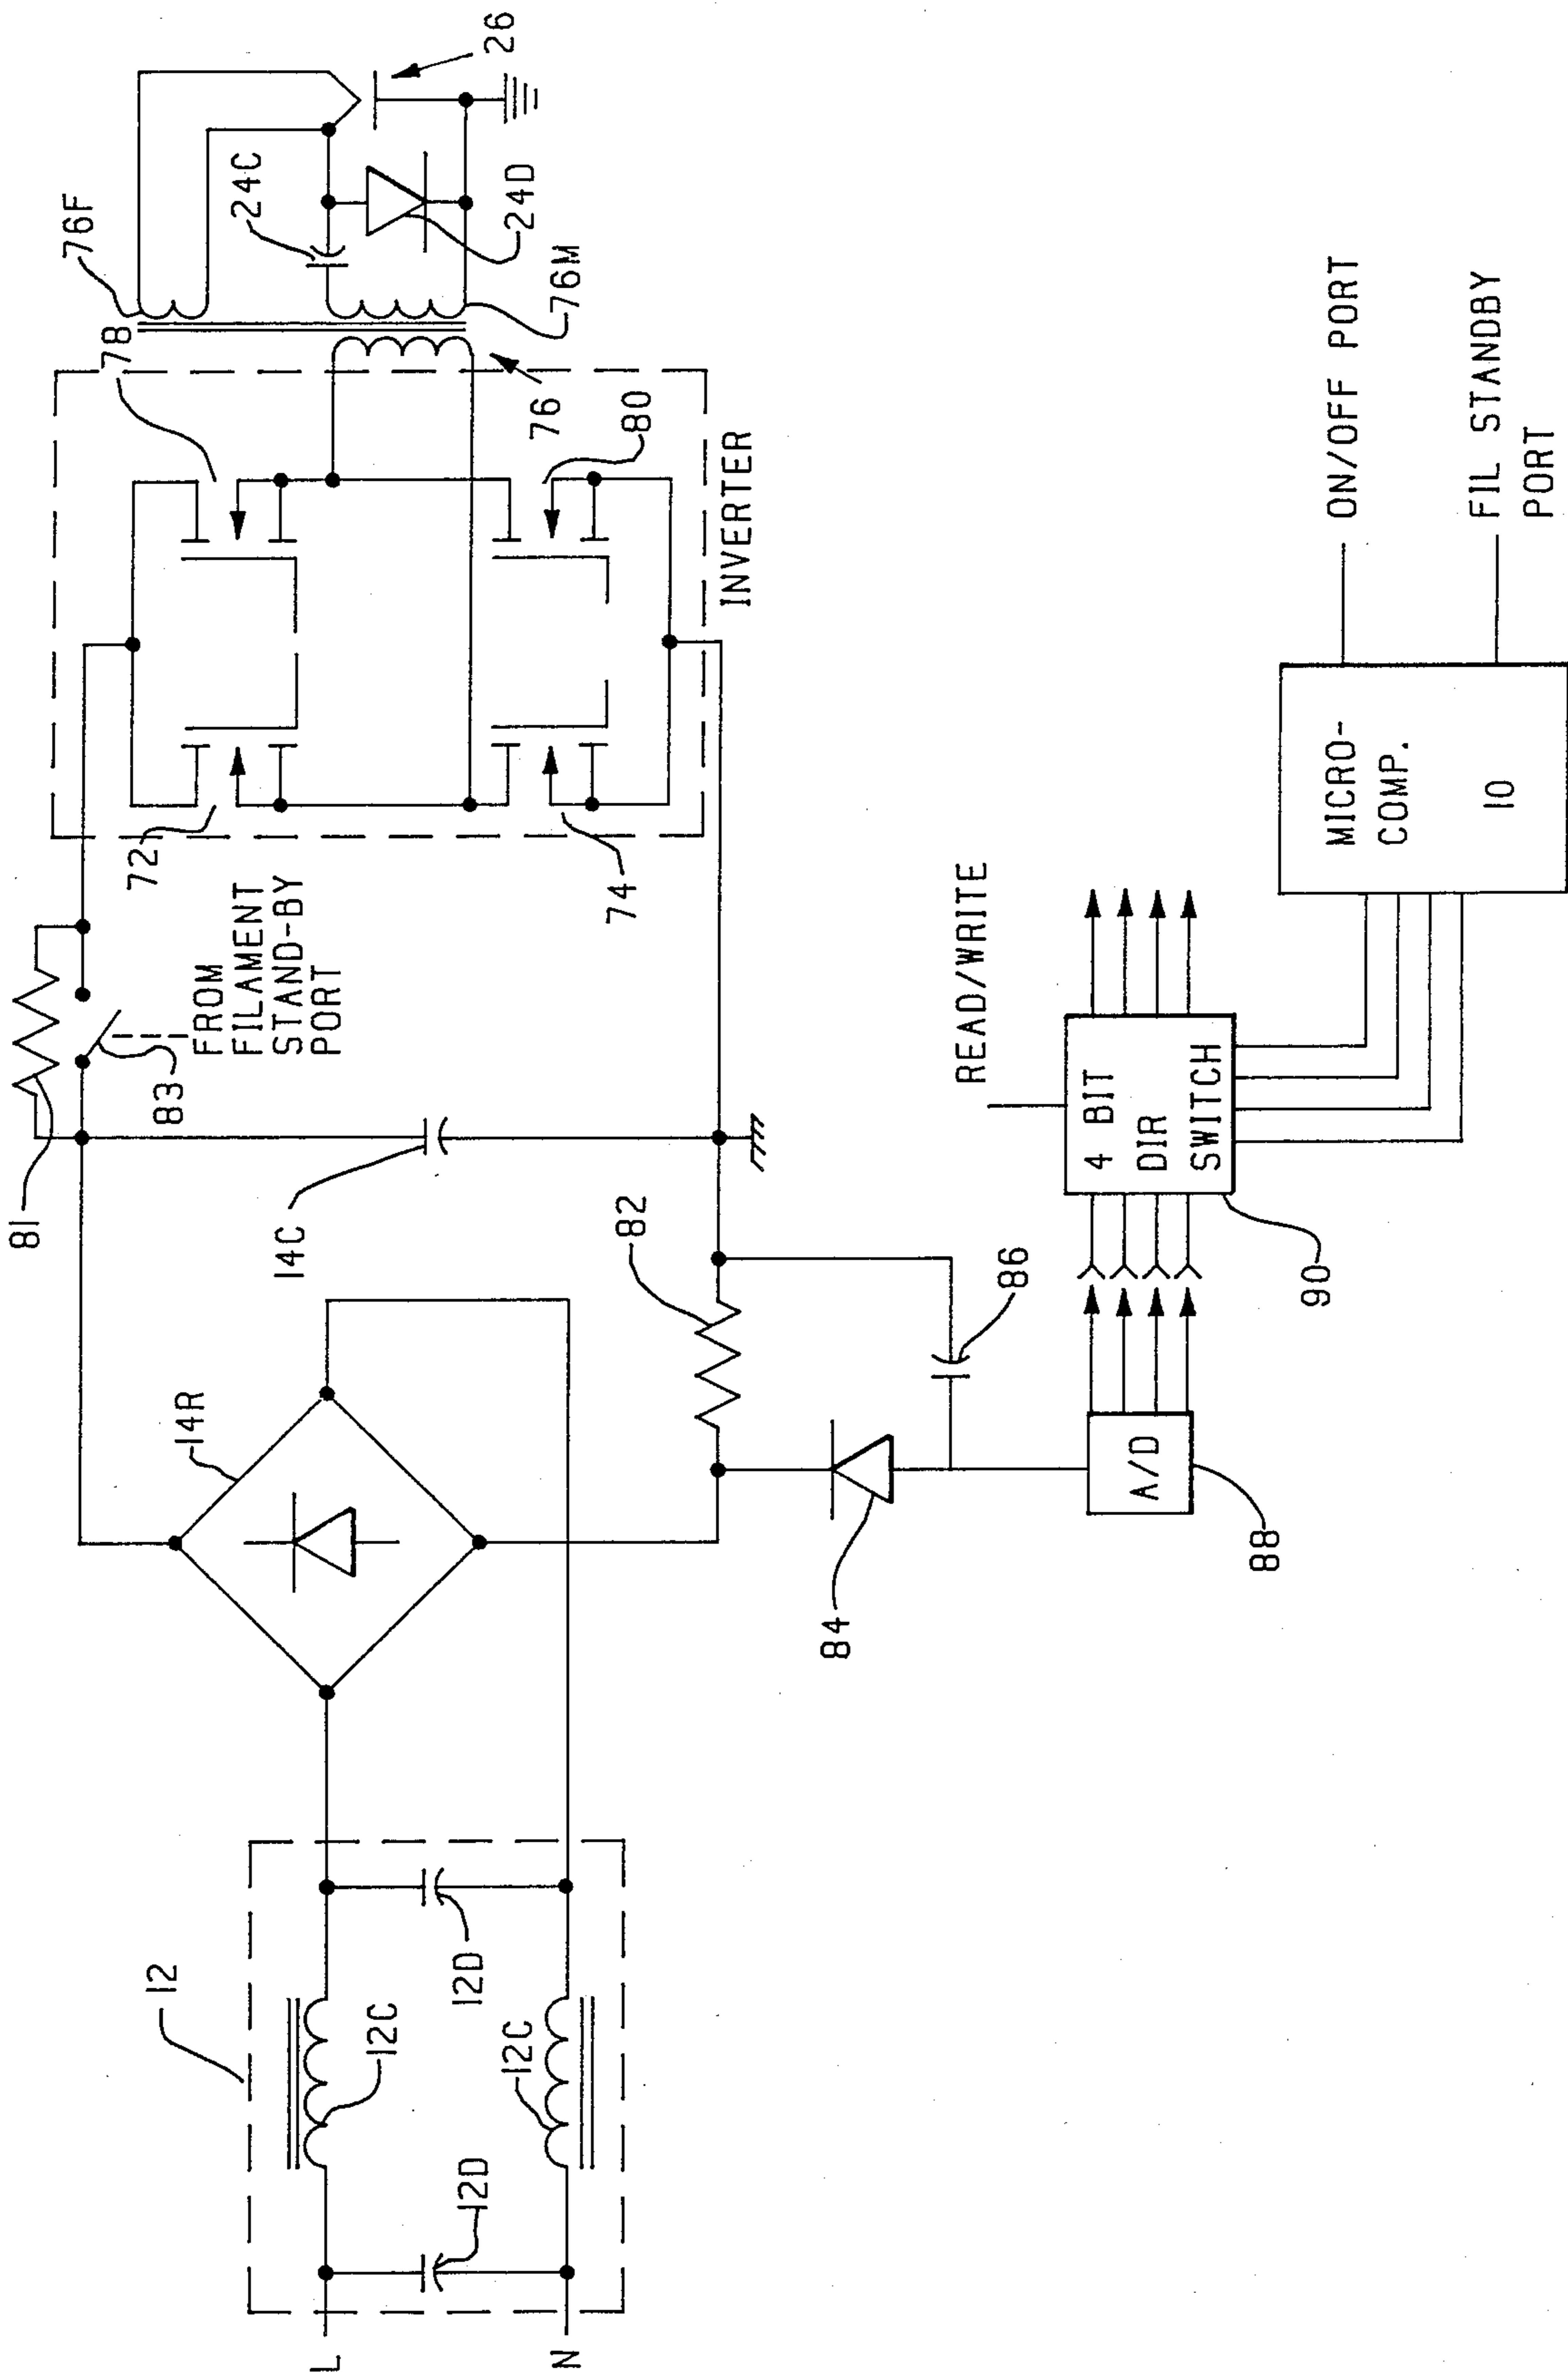 L
N
12
12C
12D
12C
12D
14R
81
83
FROM
FILAMENT
STAND-BY
PORT
14C
82
84
86
A/D
88
90
4 BIT
DIR
SWITCH
READ/WRITE
MICRO-
COMP.
10
ON/OFF PORT
FIL STANDBY
PORT
72
74
78
80
76
INVERTER
76F
76M
24C
24D
26